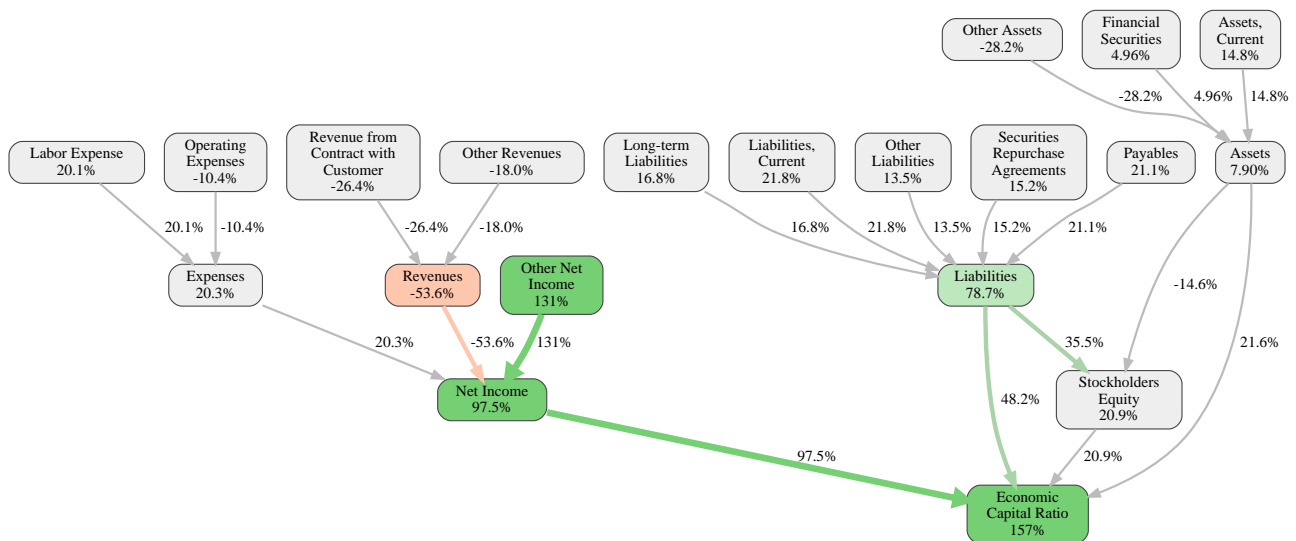 Other Assets
-28.2%
Financial
Securities
4.96%
Assets,
Current
14.8%
-28.2%
4.96%
14.8%
Labor Expense
20.1%
Operating
Expenses
-10.4%
Revenue from
Contract with
Customer
-26.4%
Other Revenues
-18.0%
Long-term
Liabilities
16.8%
Liabilities,
Current
21.8%
Other
Liabilities
13.5%
Securities
Repurchase
Agreements
15.2%
Payables
21.1%
Assets
7.90%
20.1%
-10.4%
-26.4%
-18.0%
16.8%
21.8%
13.5%
15.2%
21.1%
Expenses
20.3%
Revenues
-53.6%
Other Net
Income
131%
Liabilities
78.7%
-14.6%
20.3%
-53.6%
131%
35.5%
21.6%
Net Income
97.5%
48.2%
Stockholders
Equity
20.9%
97.5%
20.9%
Economic
Capital Ratio
157%